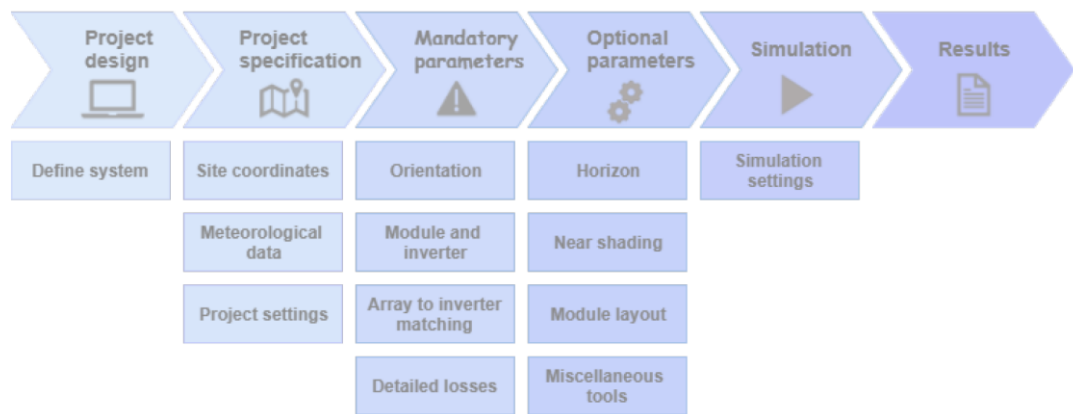 Project
design
Project
specification
Mandatory
parameters
Optional
parameters
Simulation
Results
Define system
Site coordinates
Meteorological
data
Project settings
Orientation
Module and
inverter
Array to inverter
matching
Detailed losses
Horizon
Near shading
Module layout
Miscellaneous
tools
Simulation
settings